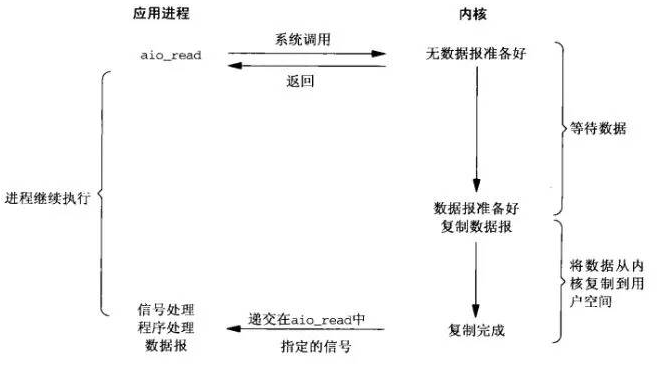 应用进程
内核
aio_read
系统调用
无数据报准备好
返回
等待数据
进程继续执行
数据报准备好
复制数据报
将数据从内
核复制到用
户空间
信号处理
程序处理
数据报
递交在aio_read中
指定的信号
复制完成